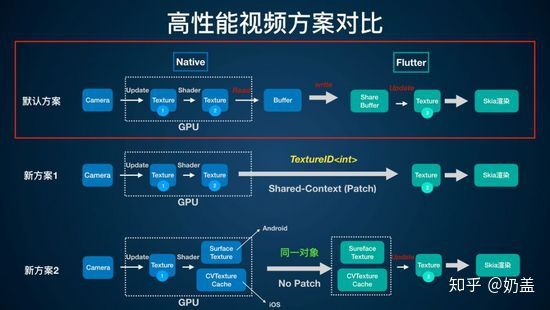 高性能视频方案对比
Native
Flutter
默认方案
Camera
Update
Texture
1
Shader
Texture
2
Read
Buffer
write
Share
Buffer
Update
Texture
3
Skia渲染
GPU
新方案1
Camera
Update
Texture
1
Shader
Texture
2
TextureID<int>
Shared-Context (Patch)
Texture
2
Skia渲染
GPU
新方案2
Camera
Update
Texture
1
Shader
Android
Surface
Texture
CVTexture
Cache
iOS
同一对象
No Patch
Sureface
Texture
CVTexture
Cache
Update
Texture
3
Skia渲染
GPU
知乎 @奶盖